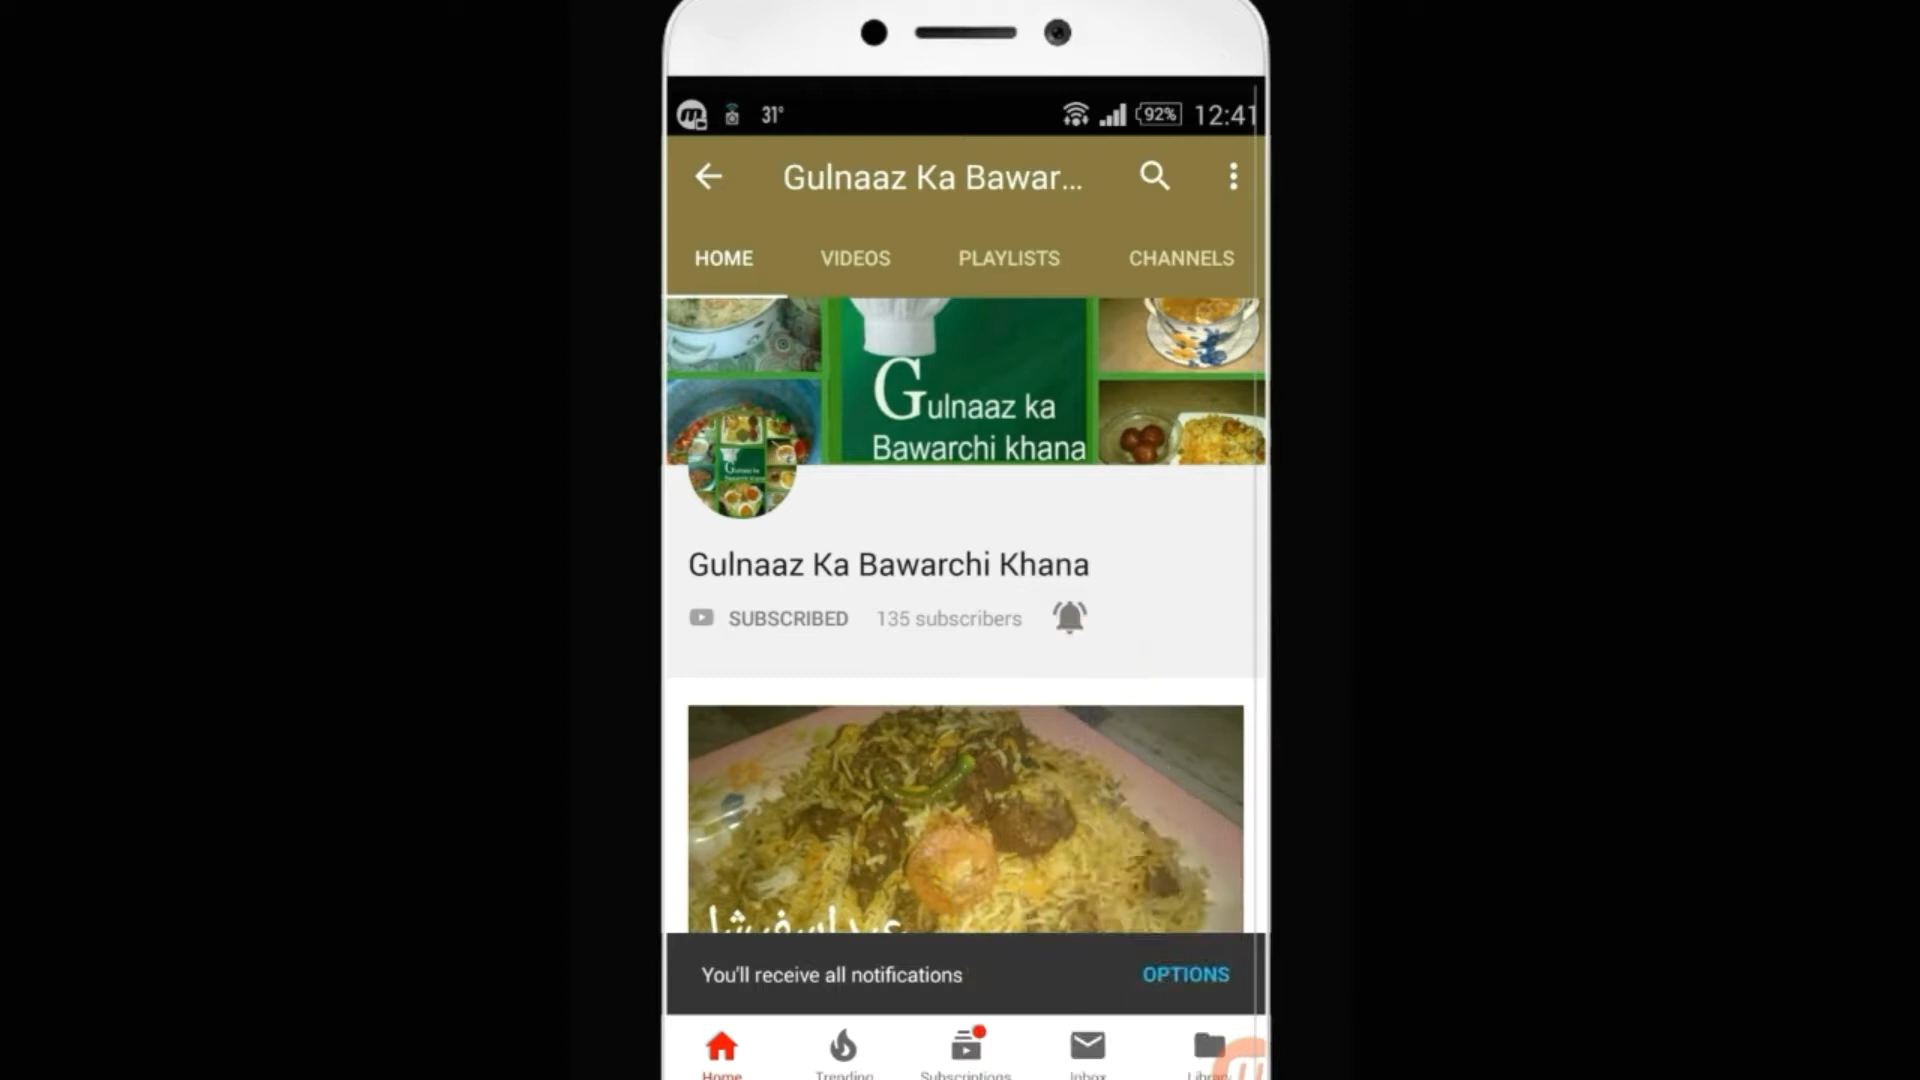 31°
92%
12:41
Gulnaaz Ka Bawar...
HOME
VIDEOS
PLAYLISTS
CHANNELS
Gulnaaz ka
Bawarchi khana
Gulnaaz Ka Bawarchi Khana
SUBSCRIBED
135 subscribers
You'll receive all notifications
OPTIONS
Home
Trending
Subscriptions
Inbox